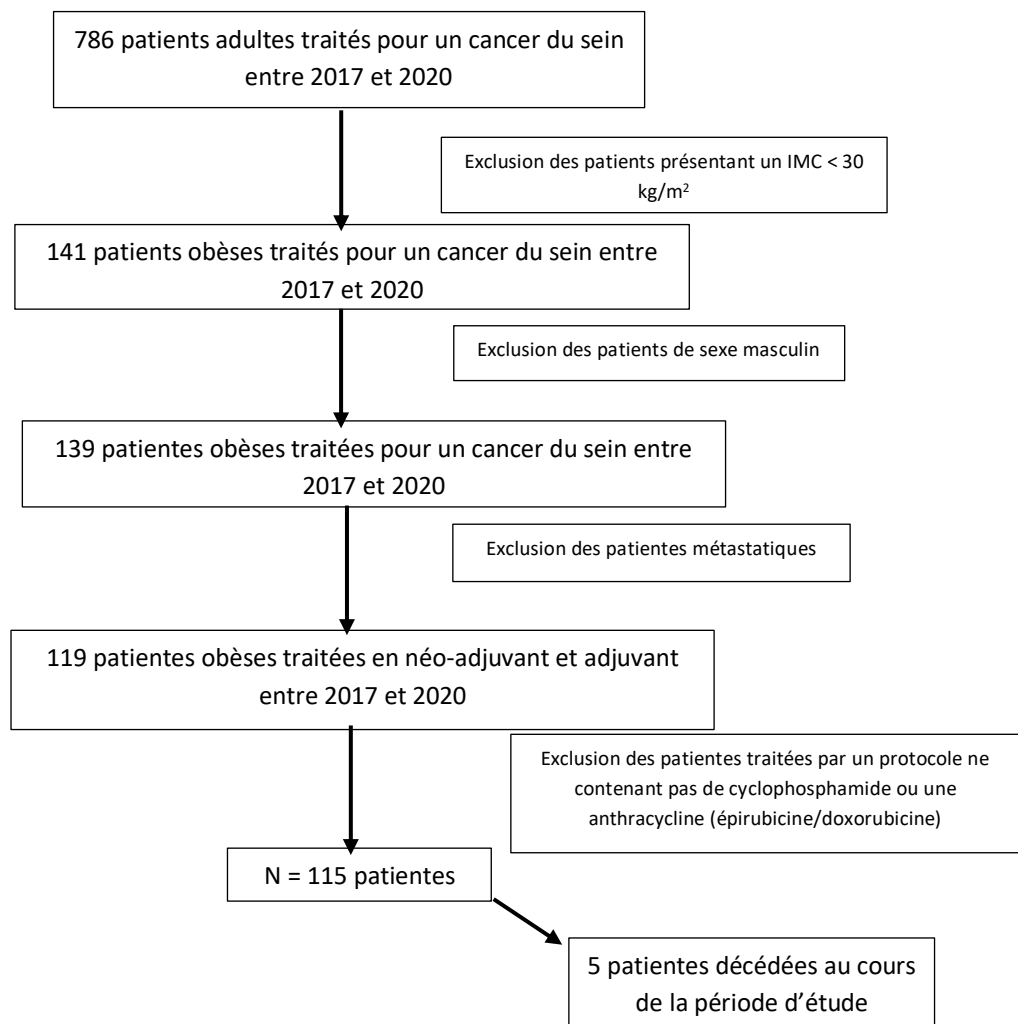 786 patients adultes traités pour un cancer du sein
entre 2017 et 2020
Exclusion des patients présentant un IMC < 30
kg/m²
141 patients obèses traités pour un cancer du sein entre
2017 et 2020
Exclusion des patients de sexe masculin
139 patientes obèses traitées pour un cancer du sein entre
2017 et 2020
Exclusion des patientes métastatiques
119 patientes obèses traitées en néo-adjuvant et adjuvant
entre 2017 et 2020
Exclusion des patientes traitées par un protocole ne
contenant pas de cyclophosphamide ou une
anthracycline (épirubicine/doxorubicine)
N = 115 patientes
5 patientes décédées au cours
de la période d’étude